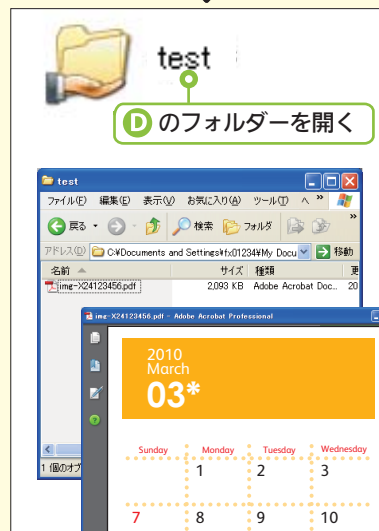 test
D のフォルダーを開く
test
ファイル(F) 編集(E) 表示(V) お気に入り(A) ツール(T) ヘ »
戻る 検索 フォルダ »
アドレス(D) C:¥Documents and Settings¥fx01234¥My Docu 移動
名前 サイズ 種類 更
img-X24123456.pdf 2,093 KB Adobe Acrobat Doc... 20
img-X24123456.pdf - Adobe Acrobat Professional
2010
March
03*
Sunday Monday Tuesday Wednesday
1 2 3
7 8 9 10
1 個のオブ